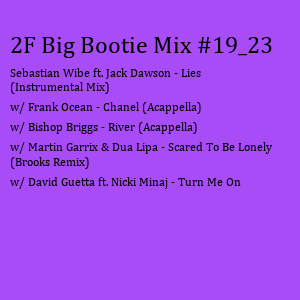 2F Big Bootie Mix #19_23
Sebastian Wibe ft. Jack Dawson - Lies
(Instrumental Mix)
w/ Frank Ocean - Chanel (Acappella)
w/ Bishop Briggs - River (Acappella)
w/ Martin Garrix & Dua Lipa - Scared To Be Lonely
(Brooks Remix)
w/ David Guetta ft. Nicki Minaj - Turn Me On